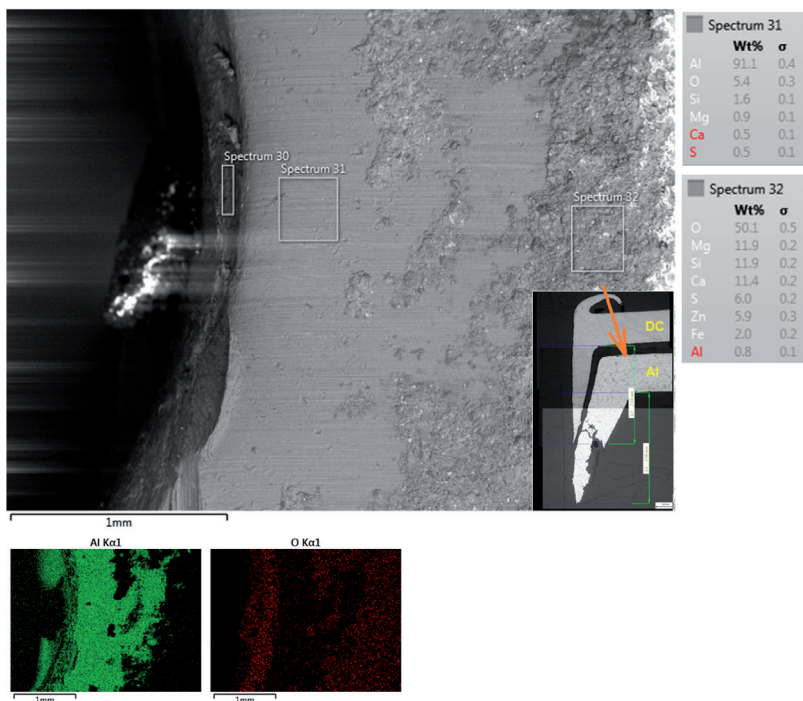 Spectrum 31
Wt% σ
Al 91.1 0.4
O 5.4 0.3
Si 1.6 0.1
Mg 0.9 0.1
Ca 0.5 0.1
S 0.5 0.1
Spectrum 32
Wt% σ
O 50.1 0.5
Mg 11.9 0.2
Si 11.9 0.2
Ca 11.4 0.2
S 6.0 0.2
Zn 5.9 0.3
Fe 2.0 0.2
Al 0.8 0.1
Spectrum 30
Spectrum 31
Spectrum 32
DC
Al
1mm
Al Kα1
O Kα1
1mm
1mm